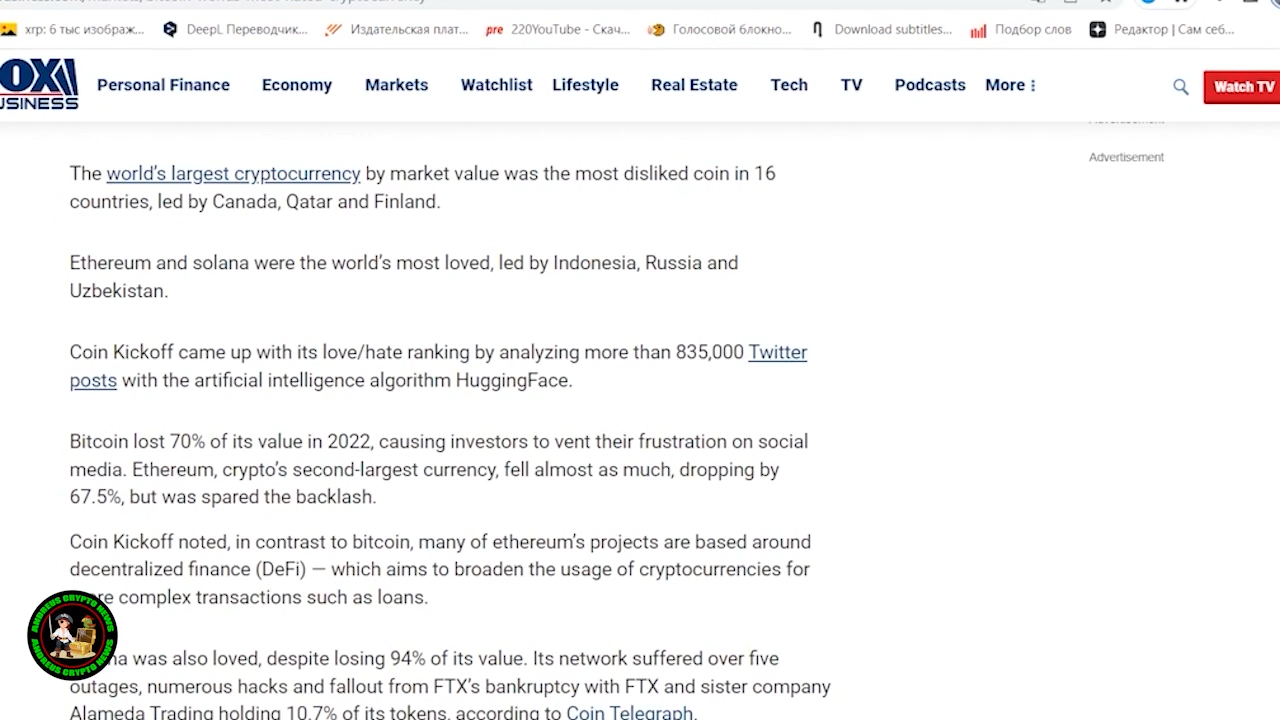 xrp: 6 тыс изображ...
DeepL Переводчик...
Издательская плат...
pre 220YouTube - Скач...
Голосовой блокно...
Download subtitles...
Подбор слов
Редактор | Сам себ...
OX
USINESS
Personal Finance
Economy
Markets
Watchlist
Lifestyle
Real Estate
Tech
TV
Podcasts
More
Watch TV
Advertisement
The world's largest cryptocurrency by market value was the most disliked coin in 16
countries, led by Canada, Qatar and Finland.
Ethereum and solana were the world's most loved, led by Indonesia, Russia and
Uzbekistan.
Coin Kickoff came up with its love/hate ranking by analyzing more than 835,000 Twitter
posts with the artificial intelligence algorithm HuggingFace.
Bitcoin lost 70% of its value in 2022, causing investors to vent their frustration on social
media. Ethereum, crypto's second-largest currency, fell almost as much, dropping by
67.5%, but was spared the backlash.
Coin Kickoff noted, in contrast to bitcoin, many of ethereum's projects are based around
decentralized finance (DeFi) — which aims to broaden the usage of cryptocurrencies for
complex transactions such as loans.
was also loved, despite losing 94% of its value. Its network suffered over five
outages, numerous hacks and fallout from FTX's bankruptcy with FTX and sister company
Alameda Trading holding 10.7% of its tokens, according to Coin Telegraph.
ANDREUS CRYPTO NEWS
ANDREUS CRYPTO NEWS